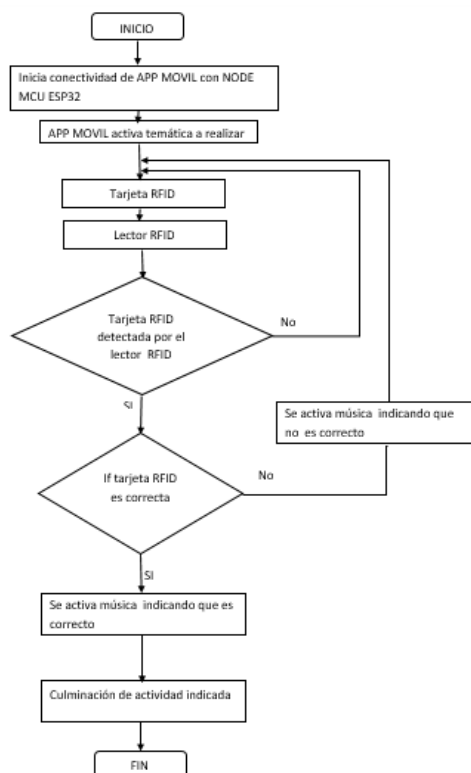 INICIO
Inicia conectividad de APP MOVIL con NODE
MCU ESP32
APP MOVIL activa temática a realizar
Tarjeta RFID
Lector RFID
Tarjeta RFID
detectada por el
lector RFID
No
SI
Se activa música indicando que
no es correcto
If tarjeta RFID
es correcta
No
SI
Se activa música indicando que es
correcto
Culminación de actividad indicada
FIN